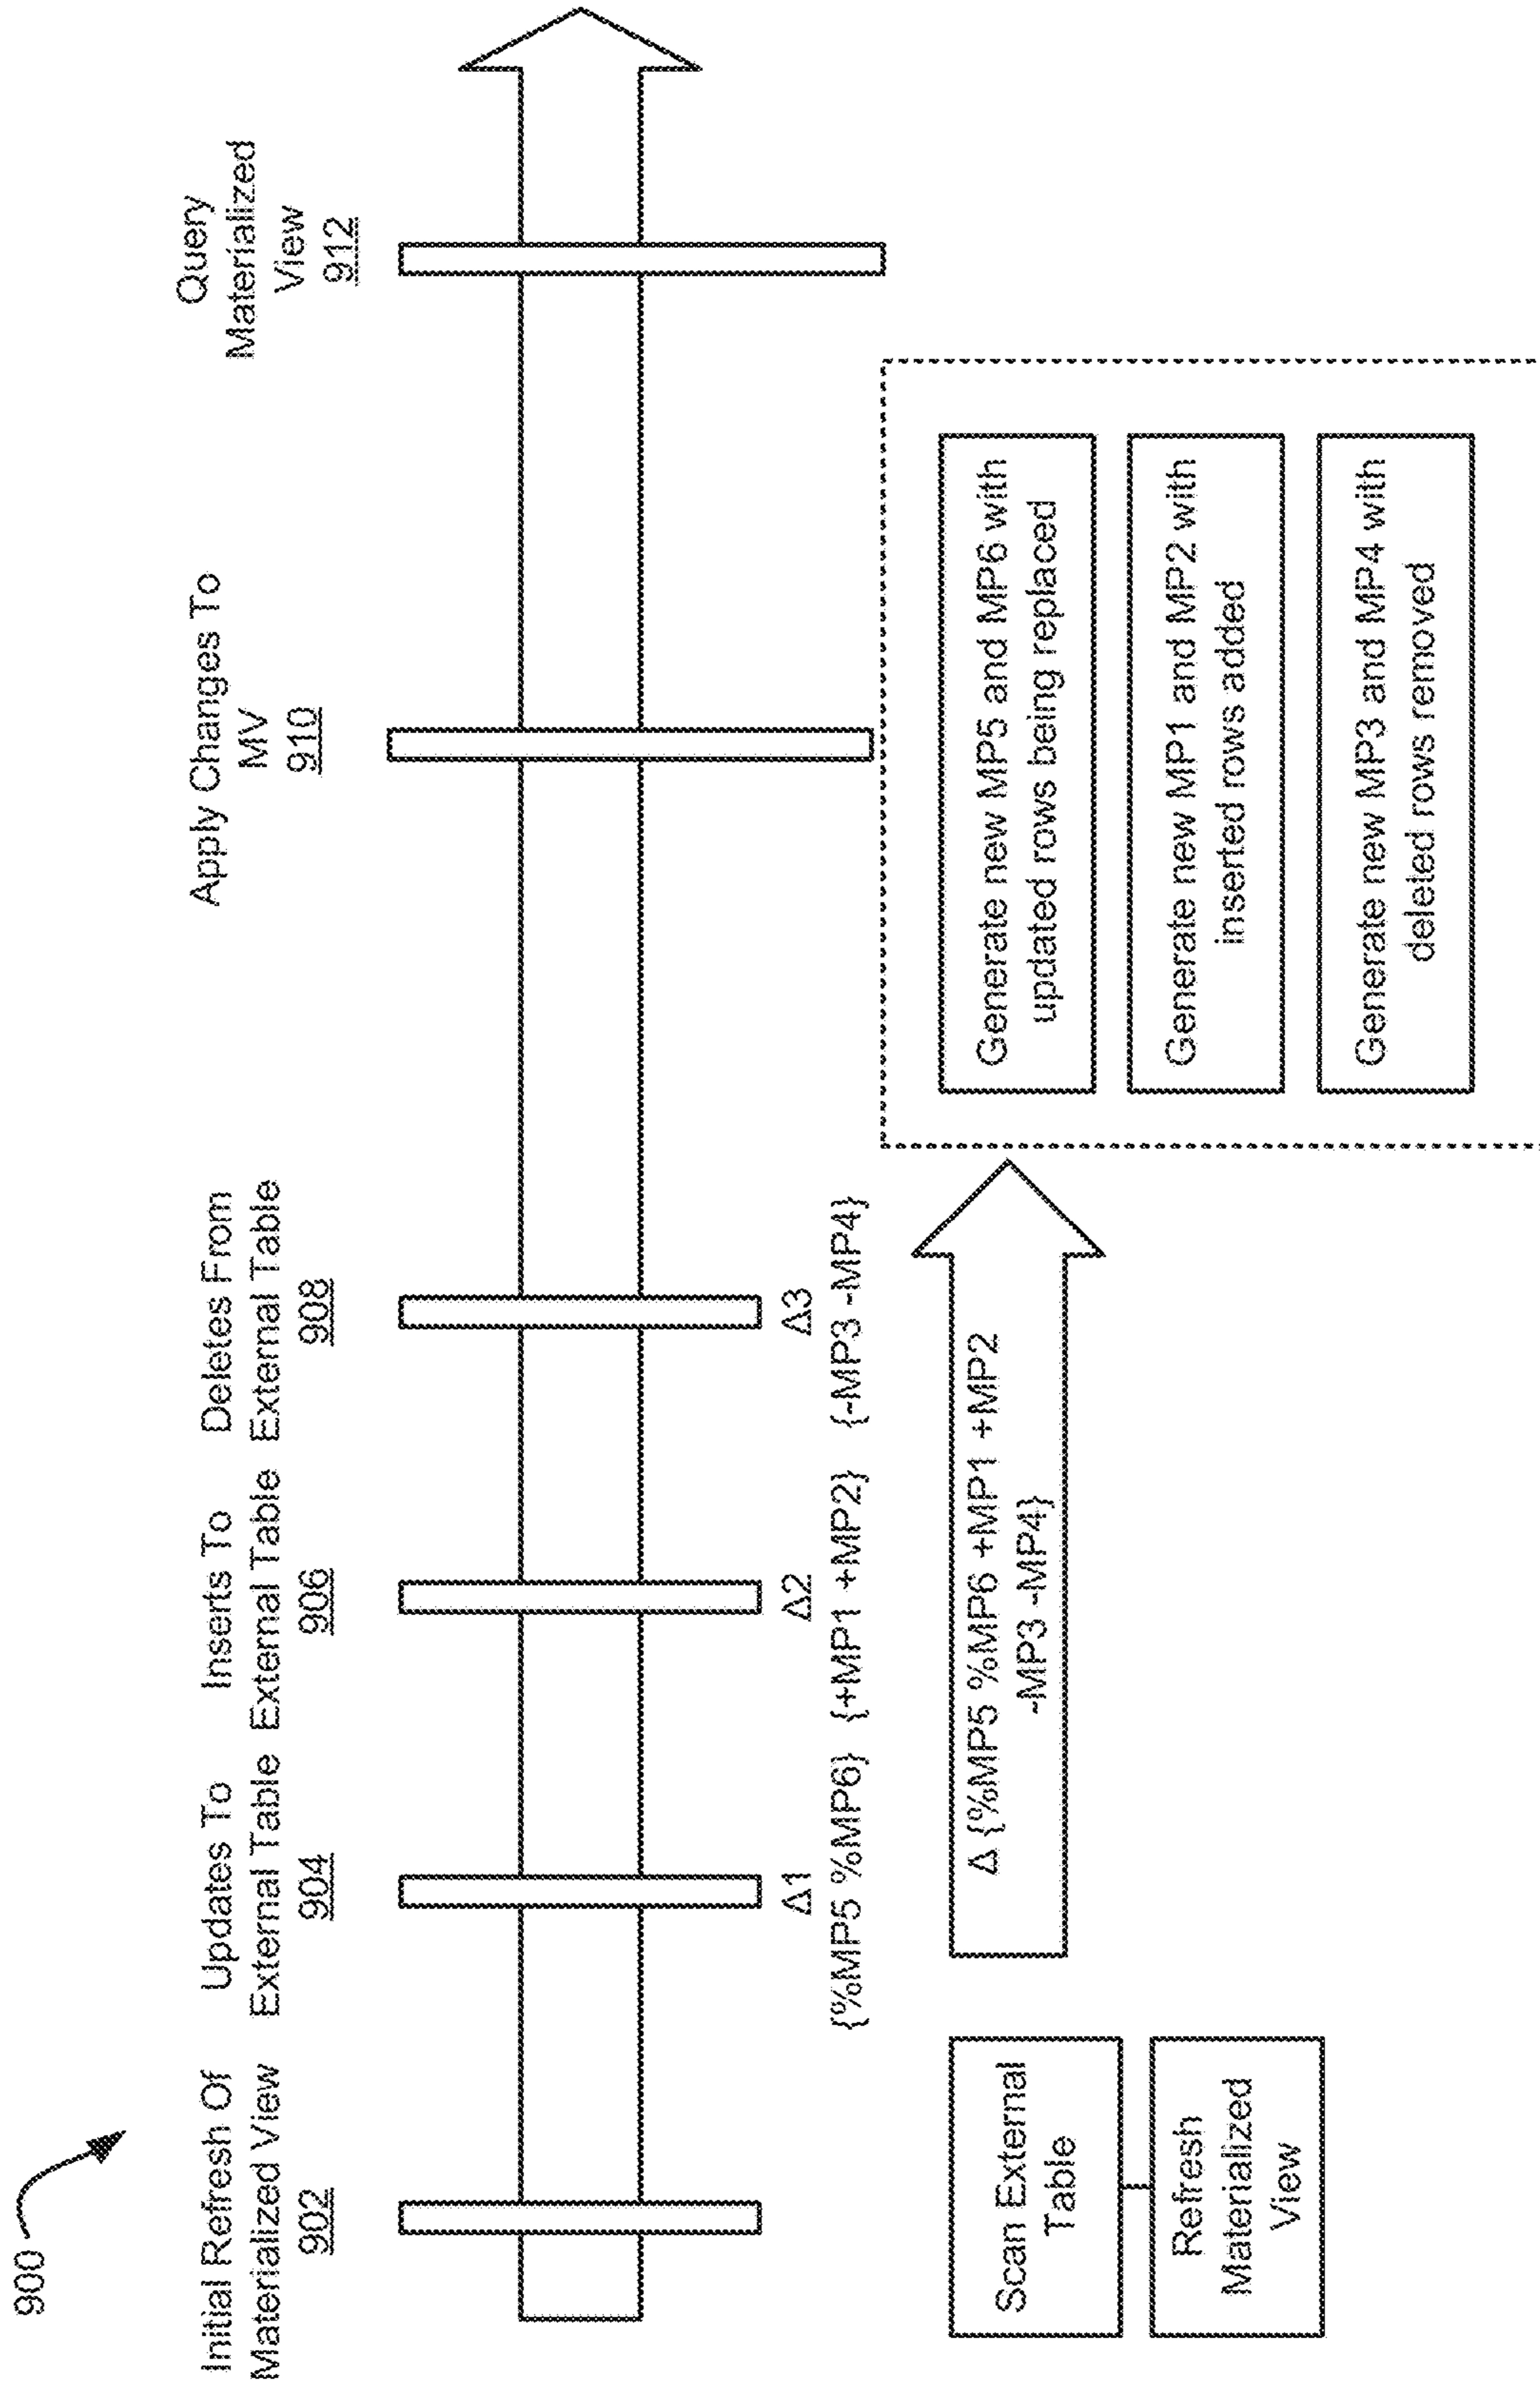 900
Initial Refresh Of
Materialized View
902
Updates To
External Table
904
Inserts To
External Table
906
Deletes From
External Table
908
Apply Changes To
MV
910
Query
Materialized
View
912
Δ1
{%MP5 %MP6}
Δ2
{+MP1 +MP2}
Δ3
{-MP3 -MP4}
Scan External
Table
Refresh
Materialized
View
Δ {%MP5 %MP6 +MP1 +MP2
-MP3 -MP4}
Generate new MP5 and MP6 with
updated rows being replaced
Generate new MP1 and MP2 with
inserted rows added
Generate new MP3 and MP4 with
deleted rows removed